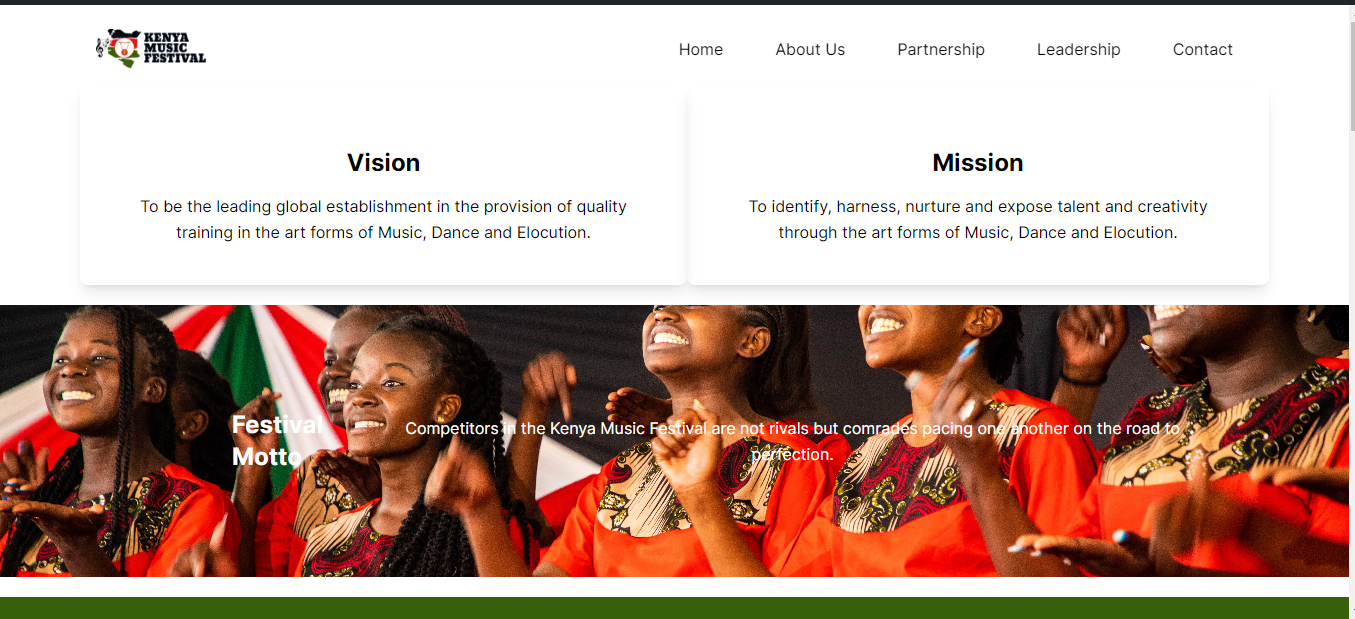 KENYA
MUSIC
FESTIVAL
Home About Us Partnership Leadership Contact
Vision
To be the leading global establishment in the provision of quality
training in the art forms of Music, Dance and Elocution.
Mission
To identify, harness, nurture and expose talent and creativity
through the art forms of Music, Dance and Elocution.
Festival
Motto
Competitors in the Kenya Music Festival are not rivals but comrades pacing one another on the road to
perfection.